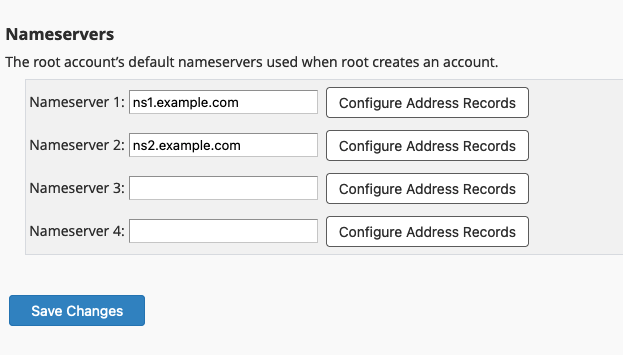 Nameservers
The root account’s default nameservers used when root creates an account.
Nameserver 1: ns1.example.com Configure Address Records
Nameserver 2: ns2.example.com Configure Address Records
Nameserver 3: Configure Address Records
Nameserver 4: Configure Address Records
Save Changes